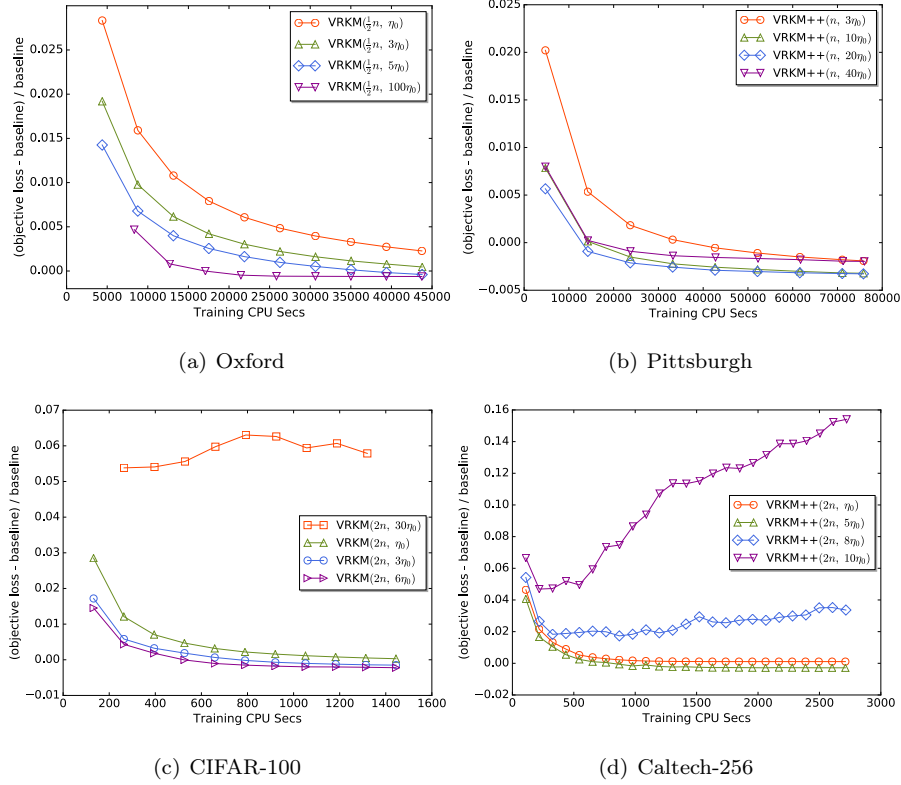 (objective loss - baseline) / baseline
0.025
0.020
0.015
0.010
0.005
0.000
0 5000 10000 15000 20000 25000 30000 35000 40000 45000
Training CPU Secs
VRKM(½n, η₀)
VRKM(½n, 3η₀)
VRKM(½n, 5η₀)
VRKM(½n, 100η₀)
(a) Oxford
(objective loss - baseline) / baseline
0.025
0.020
0.015
0.010
0.005
0.000
−0.005
0 10000 20000 30000 40000 50000 60000 70000 80000
Training CPU Secs
VRKM++(n, 3η₀)
VRKM++(n, 10η₀)
VRKM++(n, 20η₀)
VRKM++(n, 40η₀)
(b) Pittsburgh
(objective loss - baseline) / baseline
0.07
0.06
0.05
0.04
0.03
0.02
0.01
0.00
−0.01
0 200 400 600 800 1000 1200 1400 1600
Training CPU Secs
VRKM(2n, 30η₀)
VRKM(2n, η₀)
VRKM(2n, 3η₀)
VRKM(2n, 6η₀)
(c) CIFAR-100
(objective loss - baseline) / baseline
0.16
0.14
0.12
0.10
0.08
0.06
0.04
0.02
0.00
−0.02
0 500 1000 1500 2000 2500 3000
Training CPU Secs
VRKM++(2n, η₀)
VRKM++(2n, 5η₀)
VRKM++(2n, 8η₀)
VRKM++(2n, 10η₀)
(d) Caltech-256